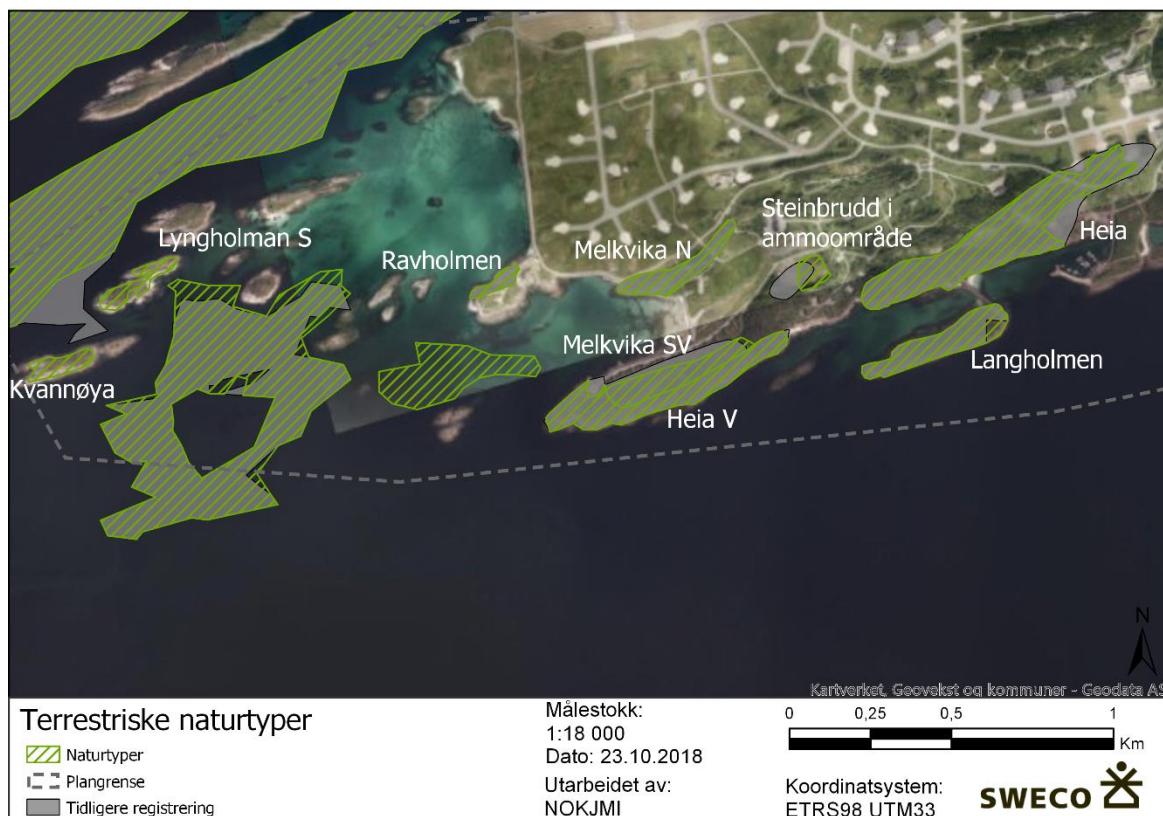 Lyngholman S
Ravholmen
Melkvika N
Steinbrudd i
ammoområde
Heia
Kvannøya
Melkvika SV
Heia V
Langholmen
N
Kartverket, Geovekst og kommuner - Geodata AS
Terrestriske naturtyper
Naturtyper
Plangrense
Tidligere registrering
Målestokk:
1:18 000
Dato: 23.10.2018
Utarbeidet av:
NOKJMI
0 0,25 0,5 1
Km
Koordinatsystem:
ETRS98 UTM33
SWECO